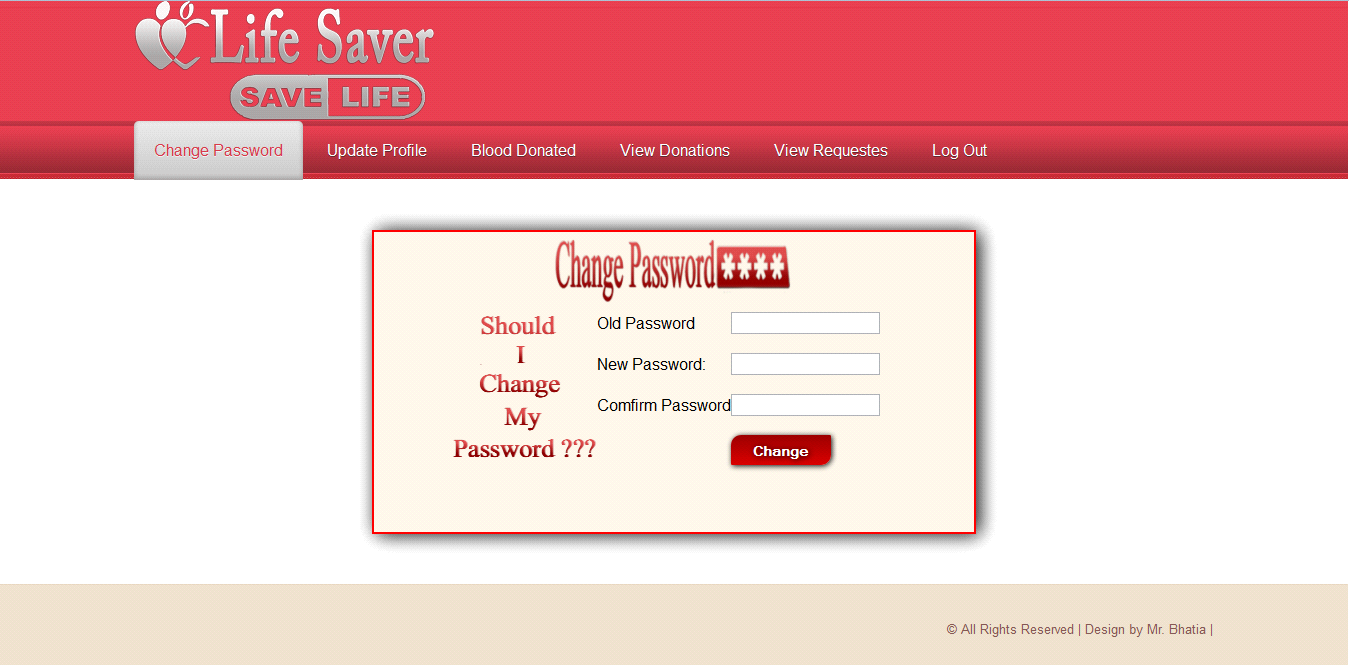 Life Saver
SAVE LIFE
Change Password Update Profile Blood Donated View Donations View Requestes Log Out
Change Password ****
Should
I
Change
My
Password ???
Old Password
New Password:
Comfirm Password
Change
© All Rights Reserved | Design by Mr. Bhatia |